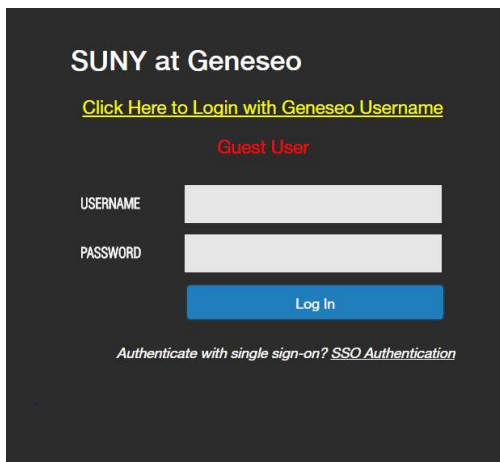 SUNY at Geneseo
Click Here to Login with Geneseo Username
Guest User
USERNAME
PASSWORD
Log In
Authenticate with single sign-on? SSO Authentication